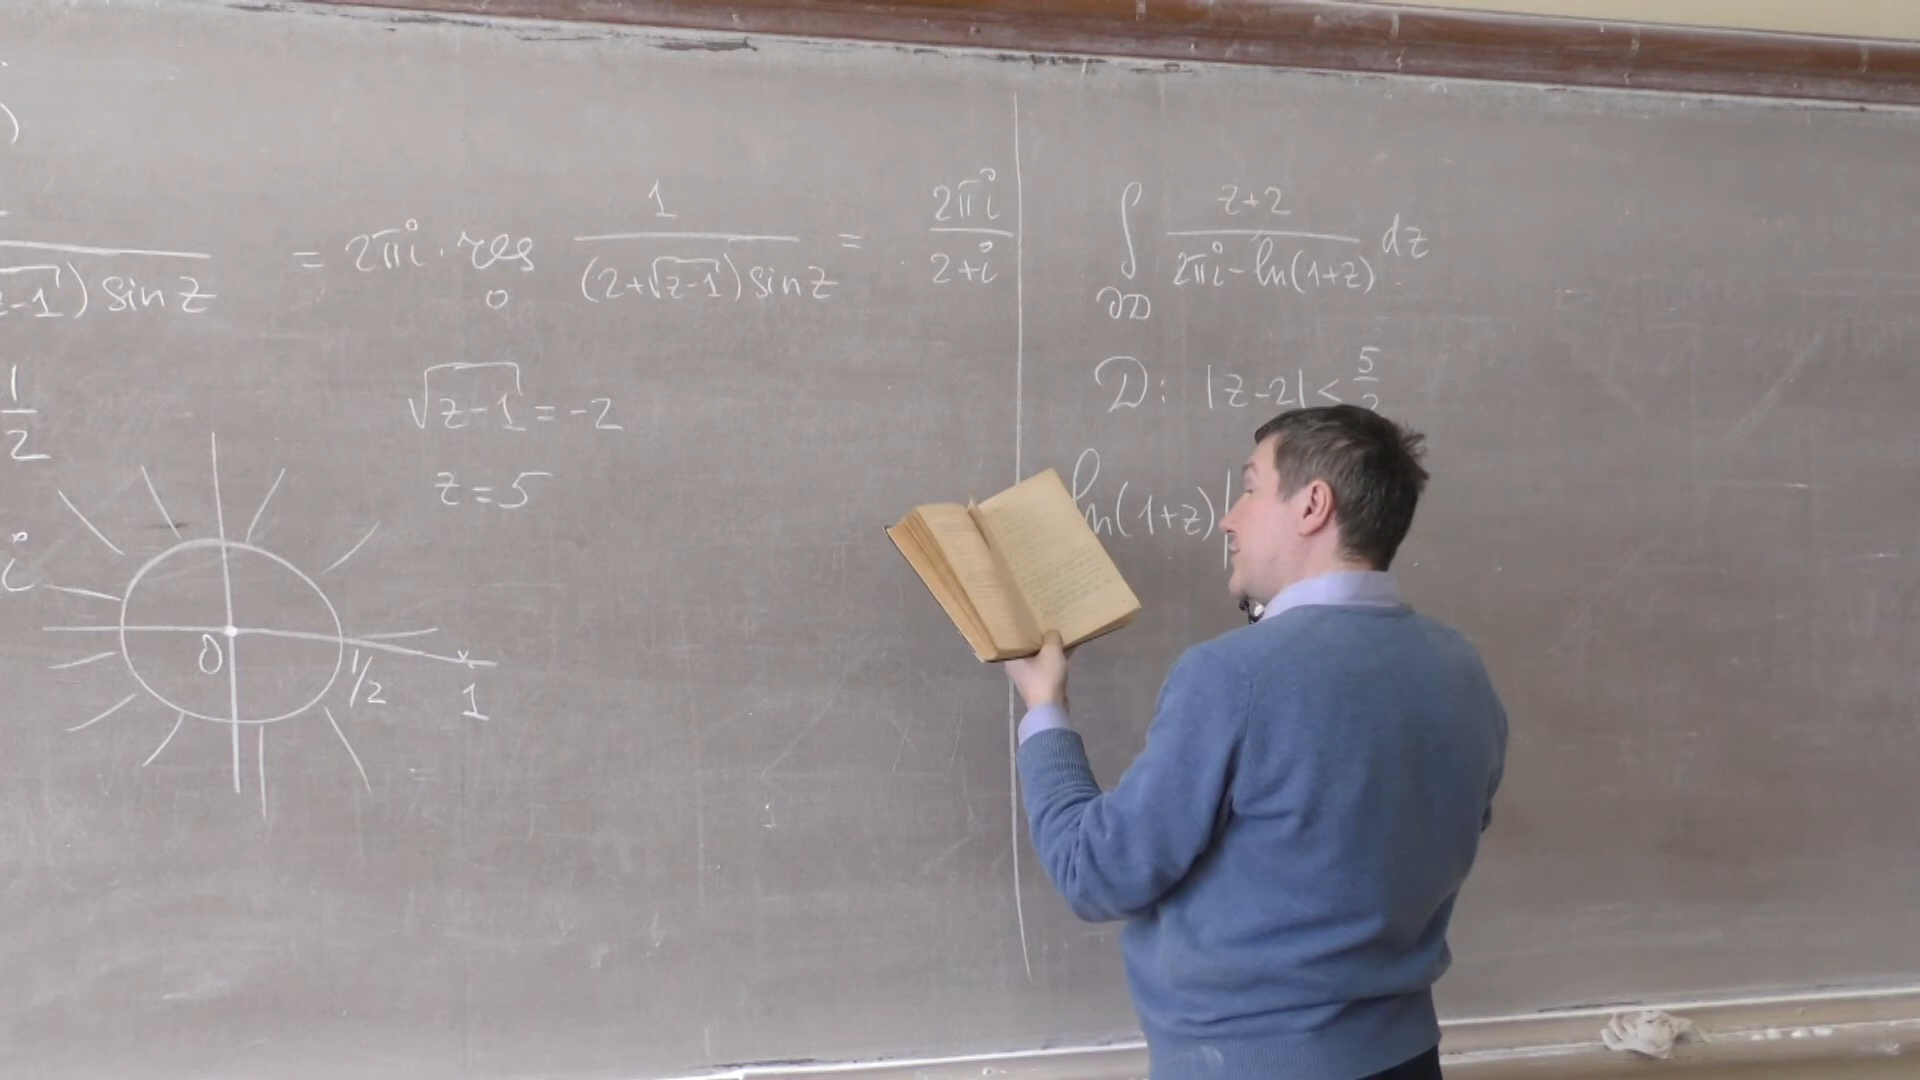 )
z-1) sin z = 2πi · res 0 1/((2+√(z-1)) sin z) = 2πi/(2+i)
1/2
√(z-1) = -2
z = 5
i
0 1/2 1
∫∂D (z+2)/(2πi - ln(1+z)) dz
D: |z-2| < 5/2
ln(1+z)|